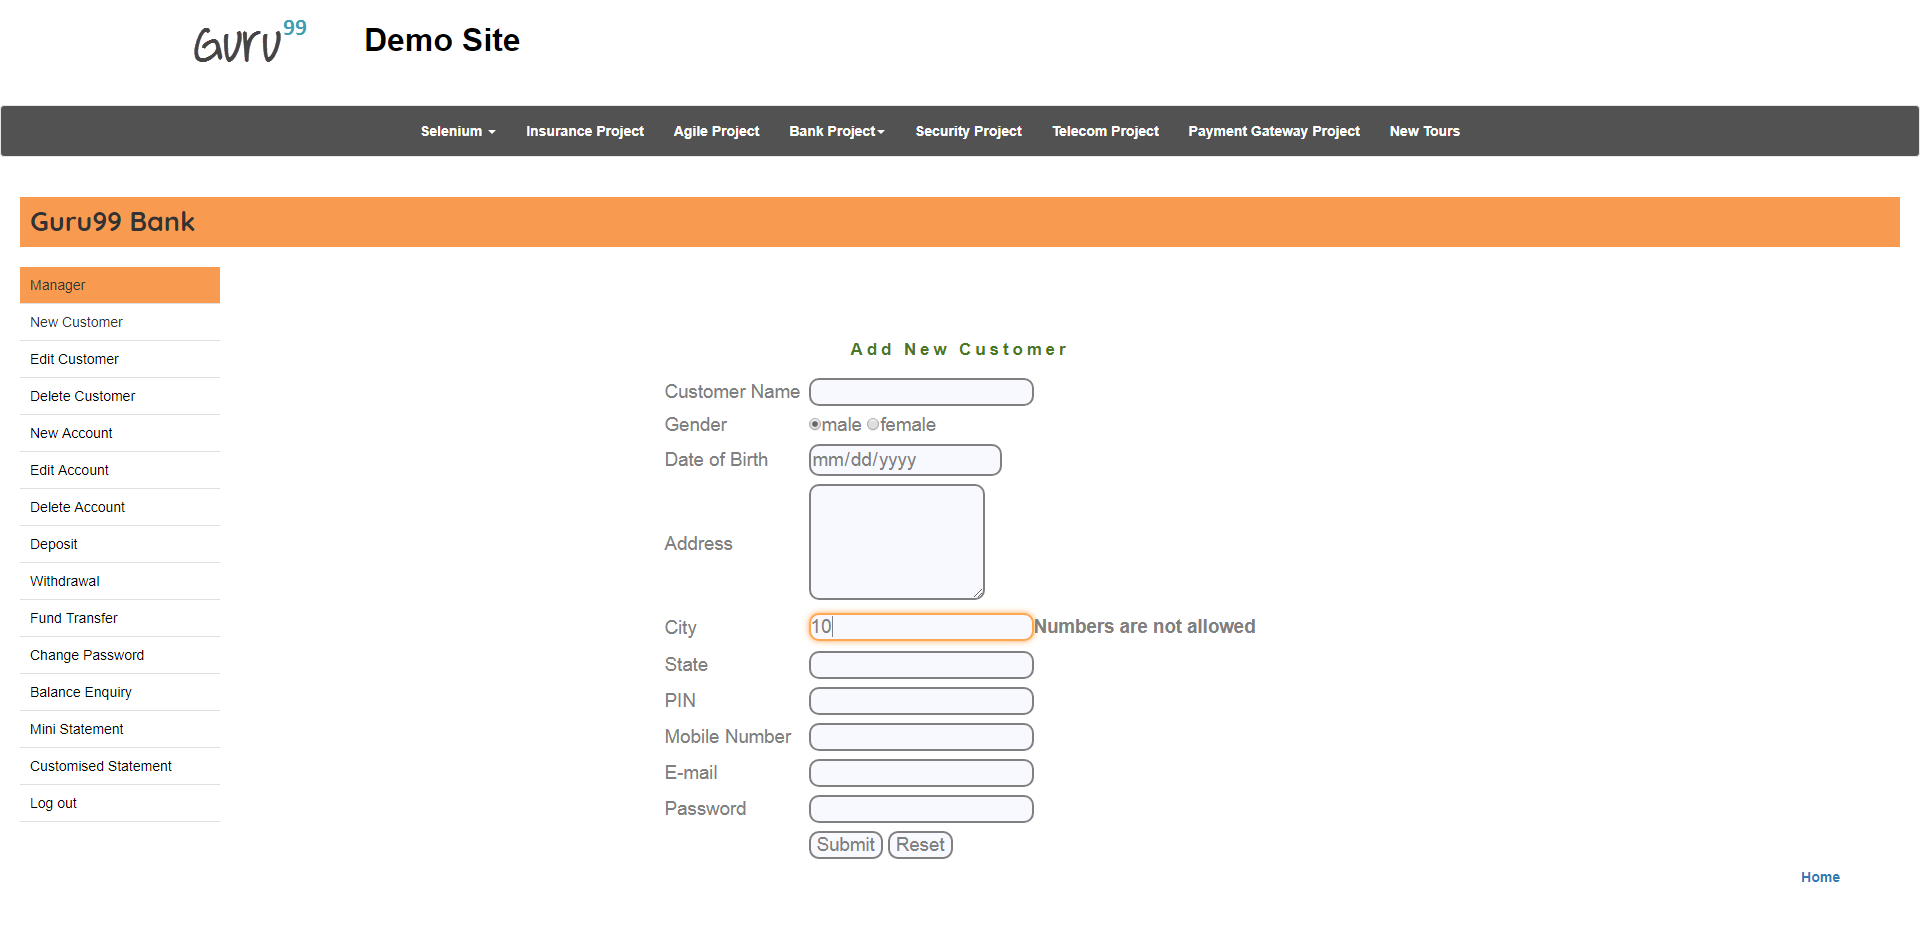 Guru99 Demo Site
Selenium Insurance Project Agile Project Bank Project Security Project Telecom Project Payment Gateway Project New Tours
Guru99 Bank
Manager
New Customer
Edit Customer
Delete Customer
New Account
Edit Account
Delete Account
Deposit
Withdrawal
Fund Transfer
Change Password
Balance Enquiry
Mini Statement
Customised Statement
Log out
Add New Customer
Customer Name
Gender male female
Date of Birth mm/dd/yyyy
Address
City 10 Numbers are not allowed
State
PIN
Mobile Number
E-mail
Password
Submit Reset
Home